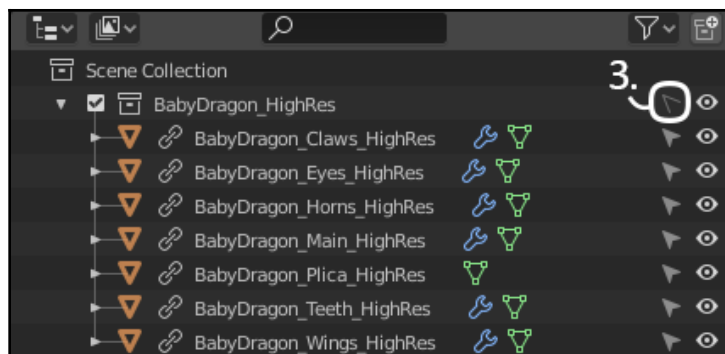 Scene Collection
3.
BabyDragon_HighRes
BabyDragon_Claws_HighRes
BabyDragon_Eyes_HighRes
BabyDragon_Horns_HighRes
BabyDragon_Main_HighRes
BabyDragon_Plica_HighRes
BabyDragon_Teeth_HighRes
BabyDragon_Wings_HighRes